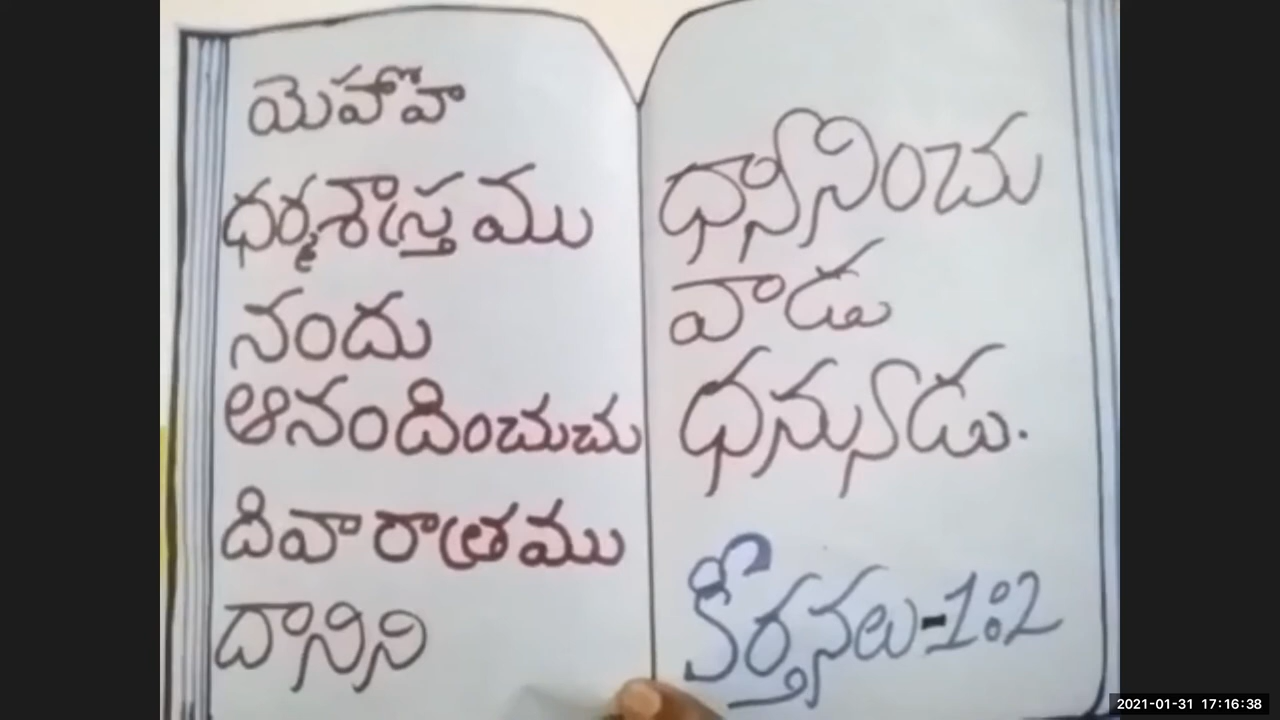 యెహోవా
ధర్మశాస్త్రము
నందు
ఆనందించుచు
దివారాత్రము
దానిని
ధ్యానించు
వాడు
ధన్యుడు.
కీర్తనలు-1:2
2021-01-31 17:16:38